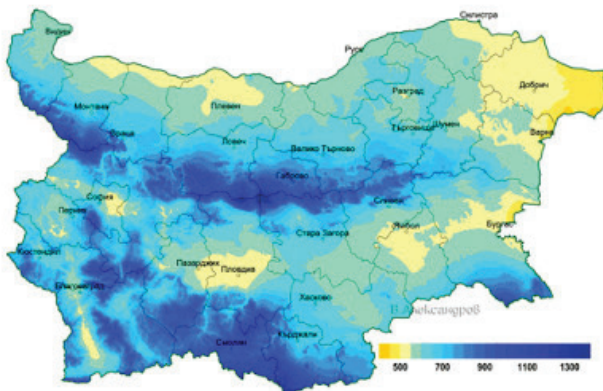 Силистра
Видин
Русе
Добрич
Разград
Монтана
Плевен
Търговище
Шумен
Варна
Враца
Ловеч
Велико Търново
Габрово
София
Сливен
Перник
Бургас
Ямбол
Стара Загора
Кюстендил
Пазарджик
Пловдив
Благоевград
Хасково
В.Александров
Кърджали
Смолян
500 700 900 1100 1300